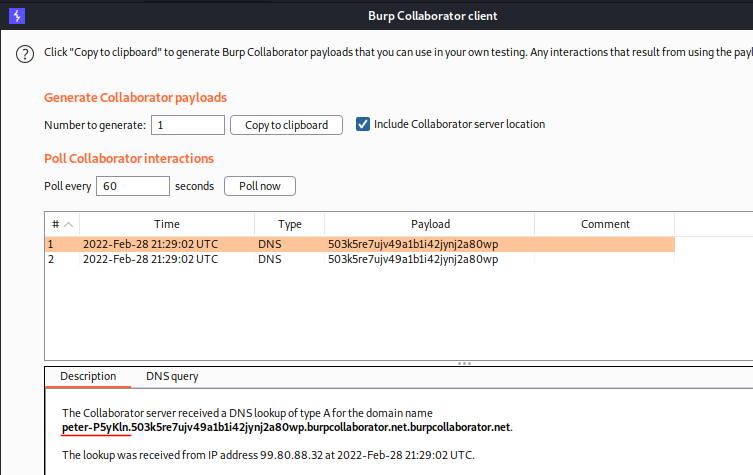 Burp Collaborator client
? Click "Copy to clipboard" to generate Burp Collaborator payloads that you can use in your own testing. Any interactions that result from using the payl
Generate Collaborator payloads
Number to generate: 1 Copy to clipboard Include Collaborator server location
Poll Collaborator interactions
Poll every 60 seconds Poll now
# Time Type Payload Comment
1 2022-Feb-28 21:29:02 UTC DNS 503k5re7ujv49a1b1i42jynj2a80wp
2 2022-Feb-28 21:29:02 UTC DNS 503k5re7ujv49a1b1i42jynj2a80wp
Description DNS query
The Collaborator server received a DNS lookup of type A for the domain name
peter-P5yKln.503k5re7ujv49a1b1i42jynj2a80wp.burpcollaborator.net.burpcollaborator.net.
The lookup was received from IP address 99.80.88.32 at 2022-Feb-28 21:29:02 UTC.